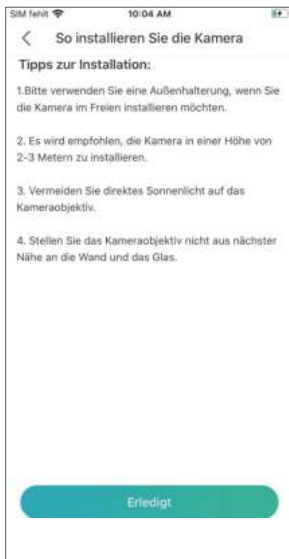 SIM fehlt 10:04 AM
So installieren Sie die Kamera
Tipps zur Installation:
1.Bitte verwenden Sie eine Außenhalterung, wenn Sie
die Kamera im Freien installieren möchten.
2. Es wird empfohlen, die Kamera in einer Höhe von
2-3 Metern zu installieren.
3. Vermeiden Sie direktes Sonnenlicht auf das
Kameraobjektiv.
4. Stellen Sie das Kameraobjektiv nicht aus nächster
Nähe an die Wand und das Glas.
Erledigt